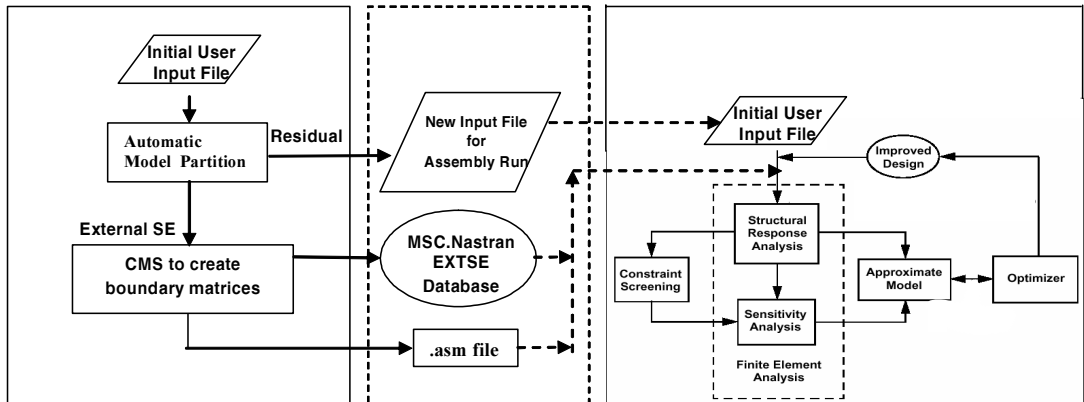 Initial User
Input File
Automatic
Model Partition
Residual
External SE
CMS to create
boundary matrices
New Input File
for
Assembly Run
MSC.Nastran
EXTSE
Database
.asm file
Initial User
Input File
Improved
Design
Structural
Response
Analysis
Constraint
Screening
Approximate
Model
Optimizer
Sensitivity
Analysis
Finite Element
Analysis